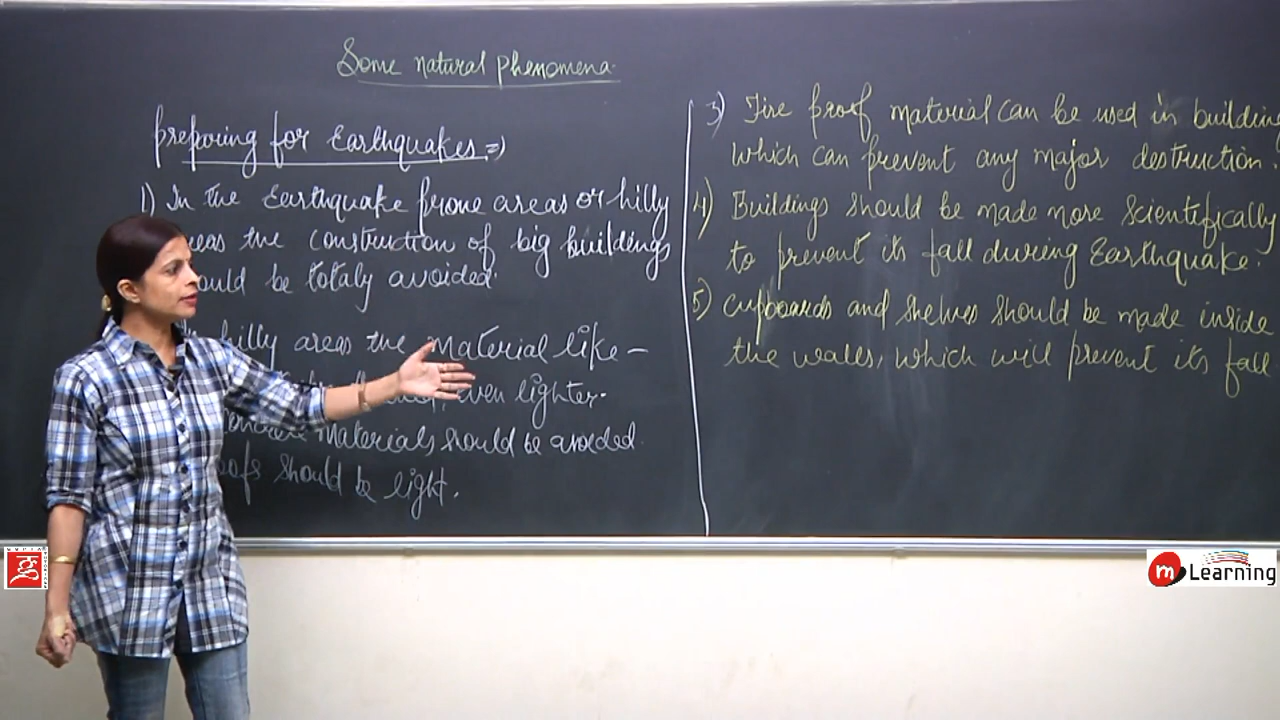 Some natural phenomena.
preparing for Earthquakes =>
1) In the Earthquake prone areas or hilly
the construction of big buildings
be totaly avoided.
hilly areas the material like -
even lighter.
materials should be avoided.
should be light.
3) Fire proof material can be used in building
which can prevent any major destruction.
4) Buildings should be made more scientifically
to prevent its fall during Earthquake.
5) Cupboards and shelves should be made inside
the walls, which will prevent its fall
m Learning